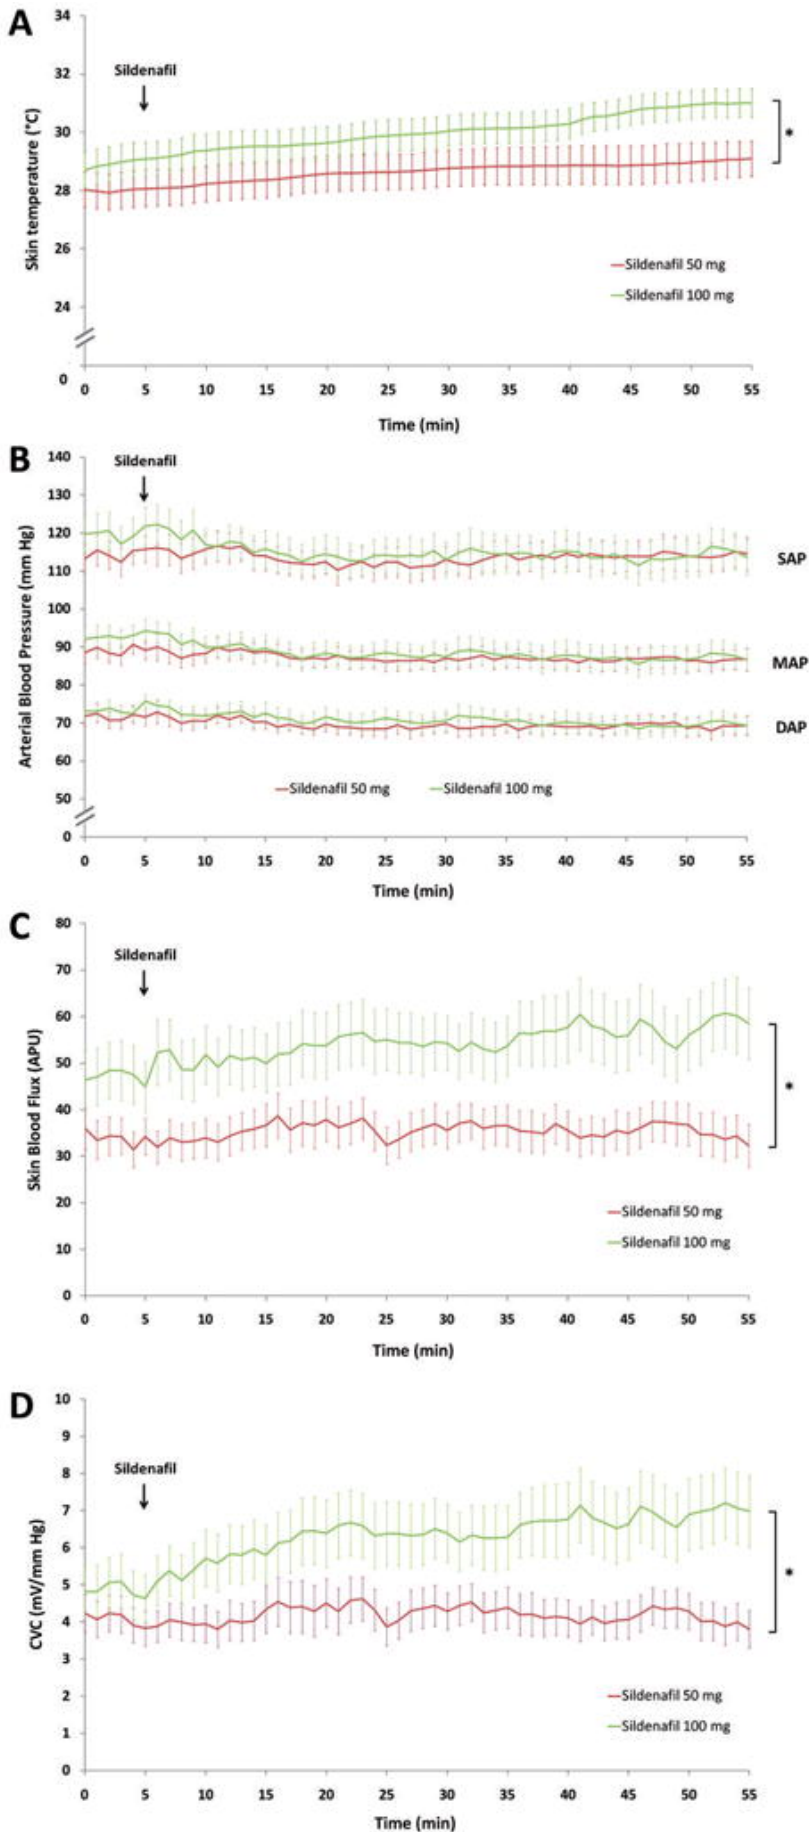 A
34
Sildenafil
32
30
*
28
26
24
0
Skin temperature (°C)
Sildenafil 50 mg
Sildenafil 100 mg
0 5 10 15 20 25 30 35 40 45 50 55
Time (min)
B
140
Sildenafil
130
120
110
100
90
80
70
60
50
0
Arterial Blood Pressure (mm Hg)
SAP
MAP
DAP
Sildenafil 50 mg Sildenafil 100 mg
0 5 10 15 20 25 30 35 40 45 50 55
Time (min)
C
80
Sildenafil
70
60
50
40
30
20
10
0
Skin Blood Flux (APU)
*
Sildenafil 50 mg
Sildenafil 100 mg
0 5 10 15 20 25 30 35 40 45 50 55
Time (min)
D
10
9
Sildenafil
8
7
6
5
4
3
2
1
0
CVC (mV/mm Hg)
*
Sildenafil 50 mg
Sildenafil 100 mg
0 5 10 15 20 25 30 35 40 45 50 55
Time (min)